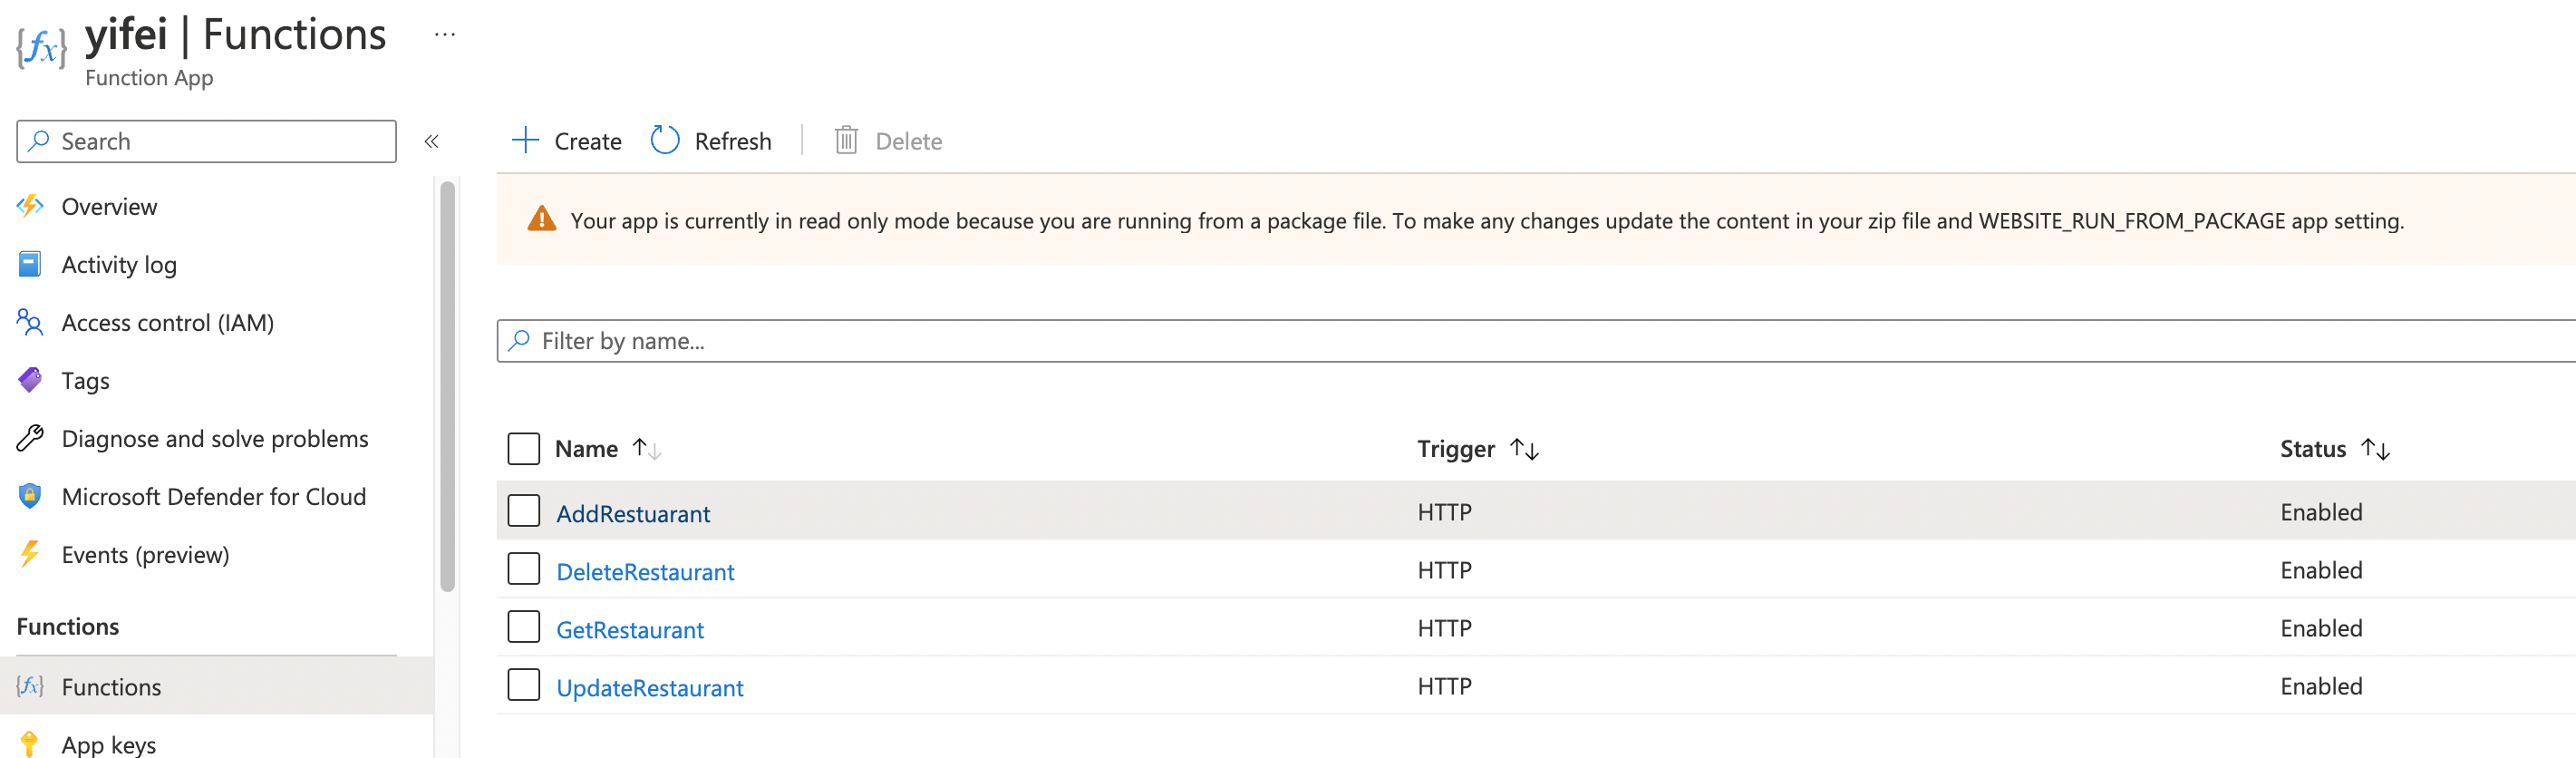 yifei | Functions ...
Function App
Search
«
Create Refresh Delete
Overview
Activity log
Access control (IAM)
Tags
Diagnose and solve problems
Microsoft Defender for Cloud
Events (preview)
Functions
Functions
App keys
Your app is currently in read only mode because you are running from a package file. To make any changes update the content in your zip file and WEBSITE_RUN_FROM_PACKAGE app setting.
Filter by name...
Name Trigger Status
AddRestuarant HTTP Enabled
DeleteRestaurant HTTP Enabled
GetRestaurant HTTP Enabled
UpdateRestaurant HTTP Enabled